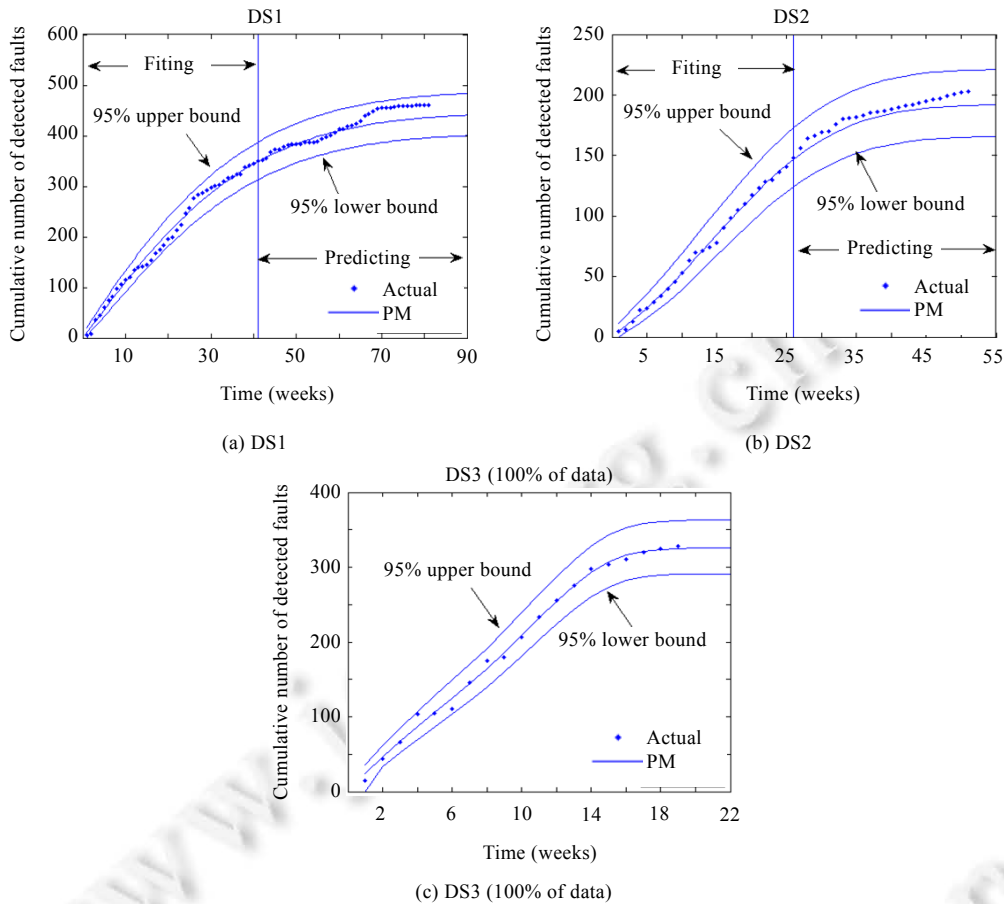 DS1
Cumulative number of detected faults
600
500
400
300
200
100
0
Fiting
95% upper bound
95% lower bound
Predicting
Actual
PM
10 30 50 70 90
Time (weeks)
(a) DS1
DS2
Cumulative number of detected faults
250
200
150
100
50
0
Fiting
95% upper bound
95% lower bound
Predicting
Actual
PM
5 15 25 35 45 55
Time (weeks)
(b) DS2
DS3 (100% of data)
Cumulative number of detected faults
400
300
200
100
0
95% upper bound
95% lower bound
Actual
PM
2 6 10 14 18 22
Time (weeks)
(c) DS3 (100% of data)